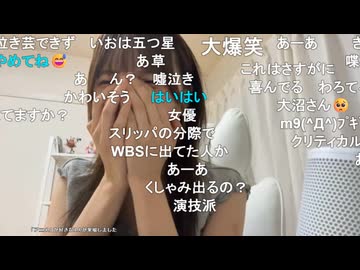 泣き芸できず いおは五つ星 大爆笑 あーあ
やめてね😅 あ草 これはさすがに
あ ん？ 嘘泣き 喜んでる わろて
かわいそう はいはい 大沼さん🥺
てますか？ 女優 m9(^Д^)ﾌﾟｷﾞ
スリッパの分際で クリティカル
WBSに出てた人か
あーあ
くしゃみ出るの？
演技派